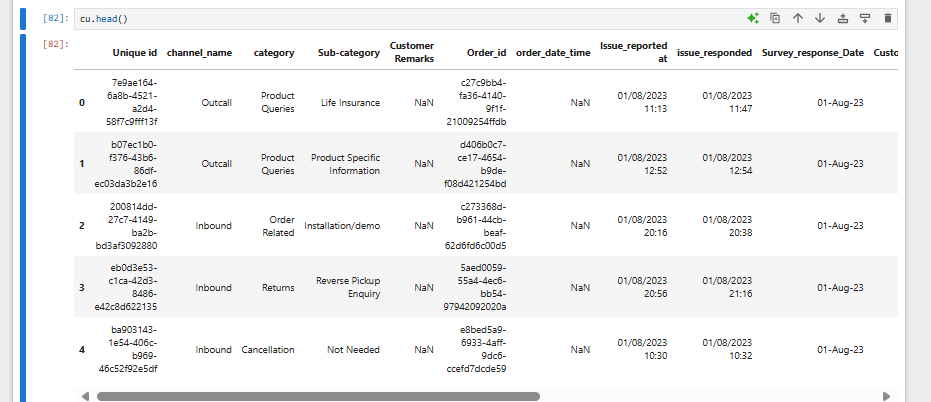 [82]: cu.head()
[82]:
Unique id channel_name category Sub-category Customer Remarks Order_id order_date_time Issue_reported at issue_responded Survey_response_Date Custo
0 7e9ae164-6a8b-4521-a2d4-58f7c9fff13f Outcall Product Queries Life Insurance NaN c27c9bb4-fa36-4140-9f1f-21009254ffdb NaN 01/08/2023 11:13 01/08/2023 11:47 01-Aug-23
1 b07ec1b0-f376-43b6-86df-ec03da3b2e16 Outcall Product Queries Product Specific Information NaN d406b0c7-ce17-4654-b9de-f08d421254bd NaN 01/08/2023 12:52 01/08/2023 12:54 01-Aug-23
2 200814dd-27c7-4149-ba2b-bd3af3092880 Inbound Order Related Installation/demo NaN c273368d-b961-44cb-beaf-62d6fd6c00d5 NaN 01/08/2023 20:16 01/08/2023 20:38 01-Aug-23
3 eb0d3e53-c1ca-42d3-8486-e42c8d622135 Inbound Returns Reverse Pickup Enquiry NaN 5aed0059-55a4-4ec6-bb54-97942092020a NaN 01/08/2023 20:56 01/08/2023 21:16 01-Aug-23
4 ba903143-1e54-406c-b969-46c52f92e5df Inbound Cancellation Not Needed NaN e8bed5a9-6933-4aff-9dc6-ccefd7dcde59 NaN 01/08/2023 10:30 01/08/2023 10:32 01-Aug-23